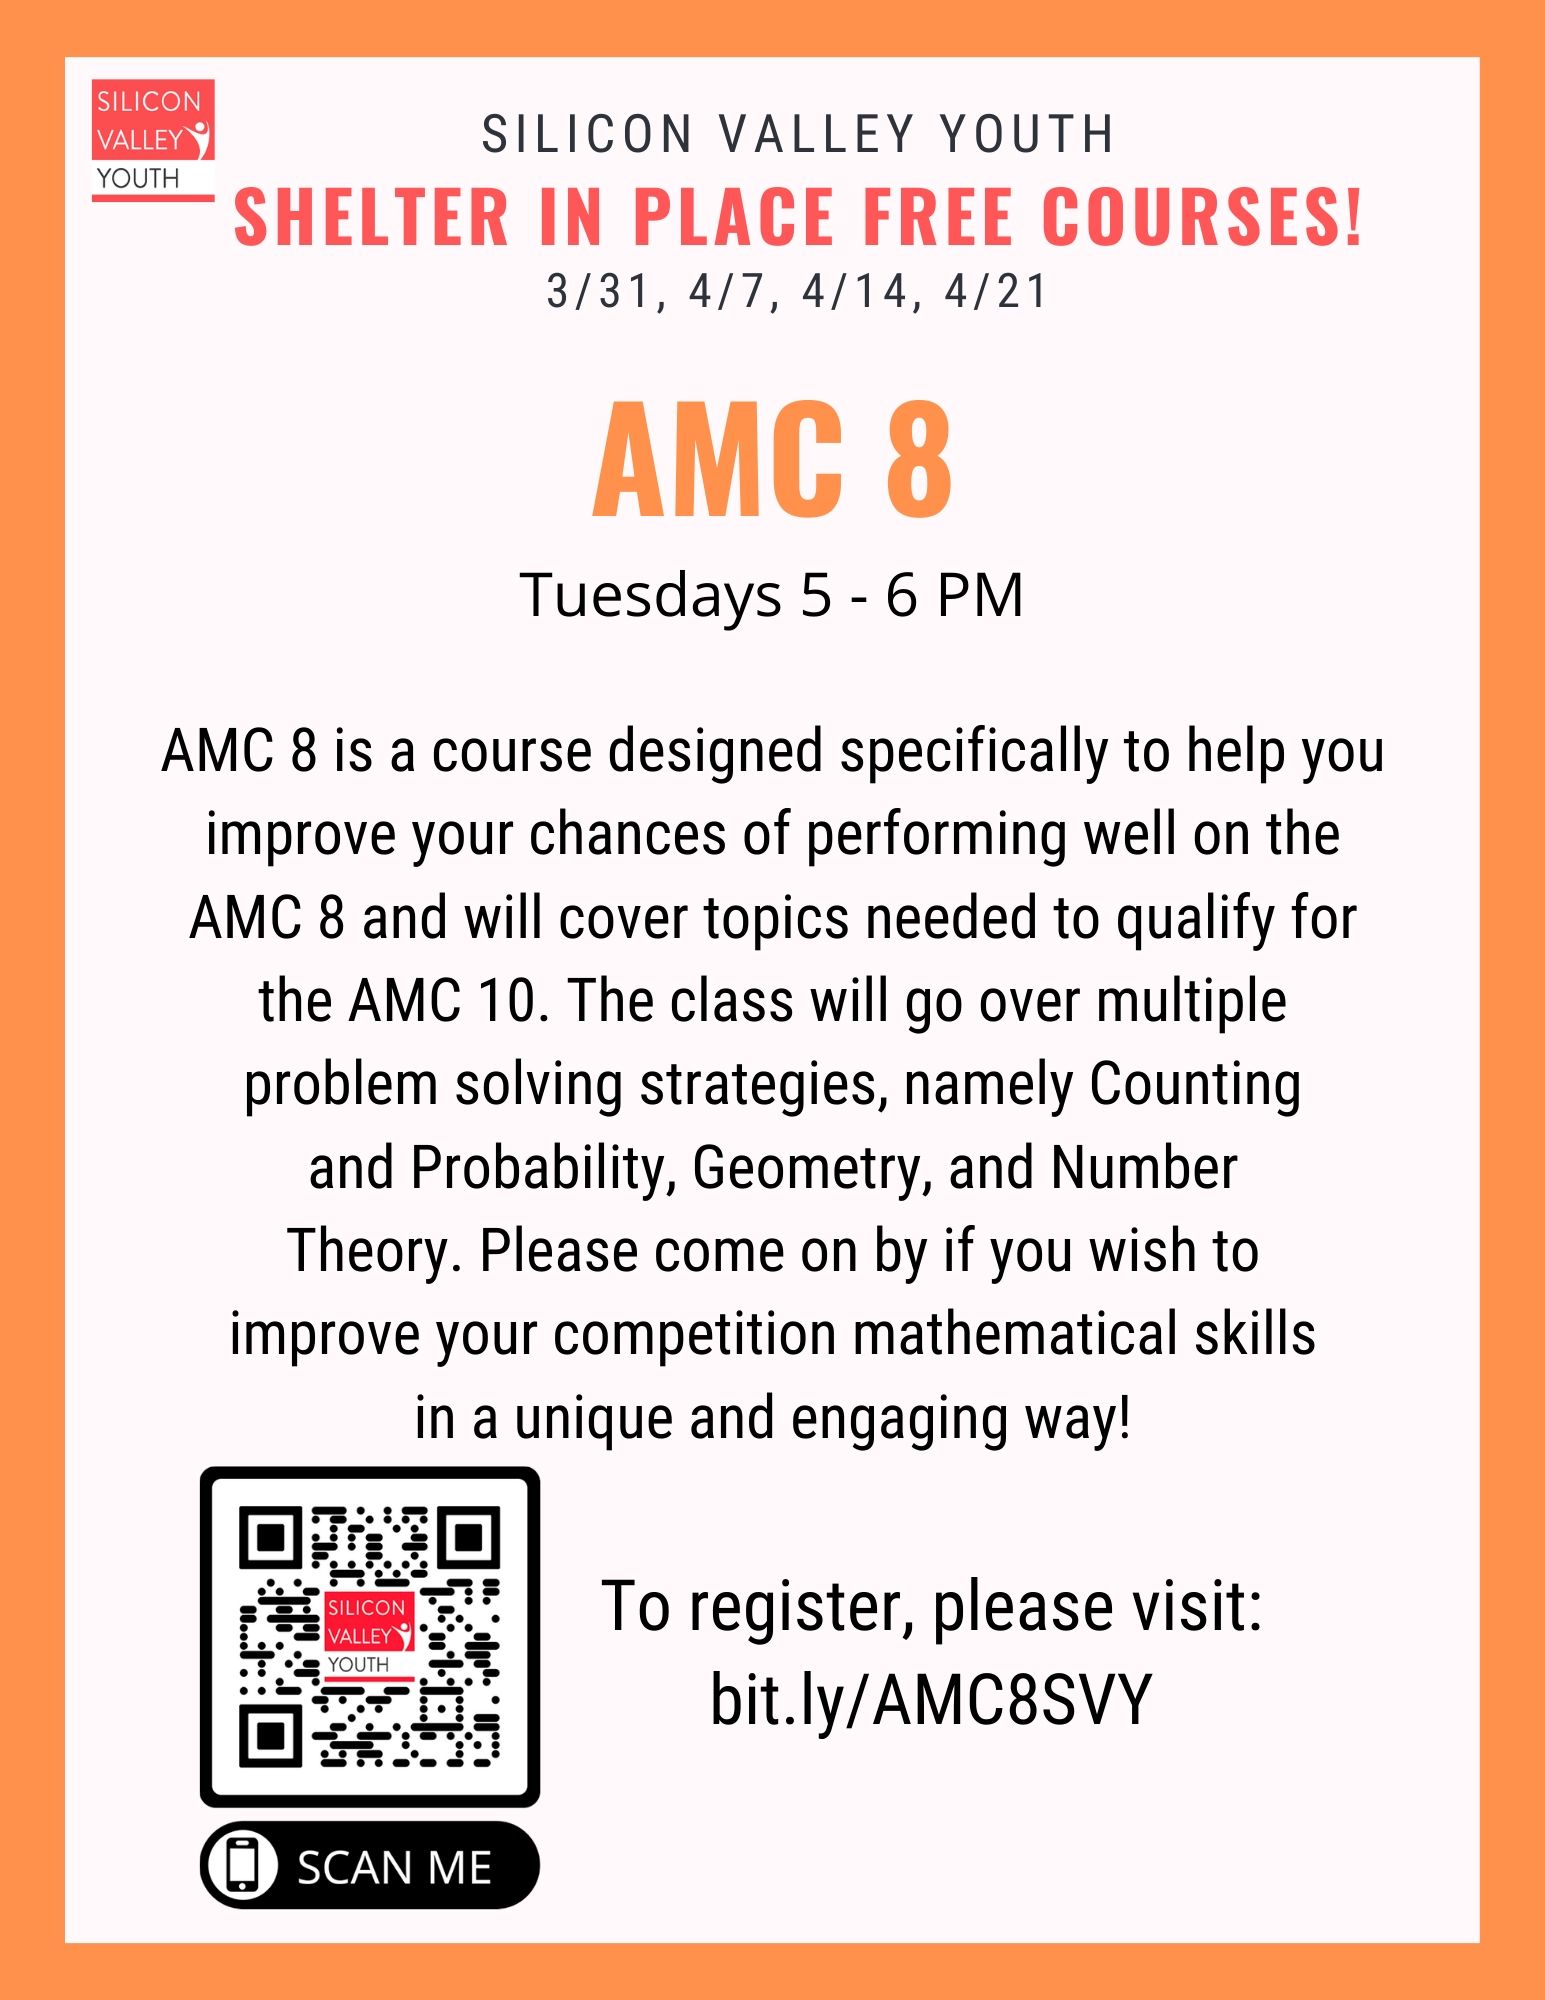 SILICON
VALLEY
YOUTH
SILICON VALLEY YOUTH
SHELTER IN PLACE FREE COURSES!
3/31, 4/7, 4/14, 4/21
AMC 8
Tuesdays 5 - 6 PM
AMC 8 is a course designed specifically to help you
improve your chances of performing well on the
AMC 8 and will cover topics needed to qualify for
the AMC 10. The class will go over multiple
problem solving strategies, namely Counting
and Probability, Geometry, and Number
Theory. Please come on by if you wish to
improve your competition mathematical skills
in a unique and engaging way!
SILICON
VALLEY
YOUTH
SCAN ME
To register, please visit:
bit.ly/AMC8SVY